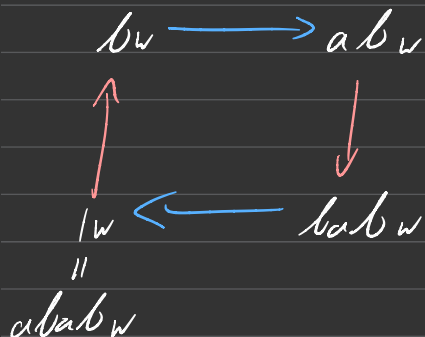 bw → abw
↓
↑
1w ← babw
=
ababw